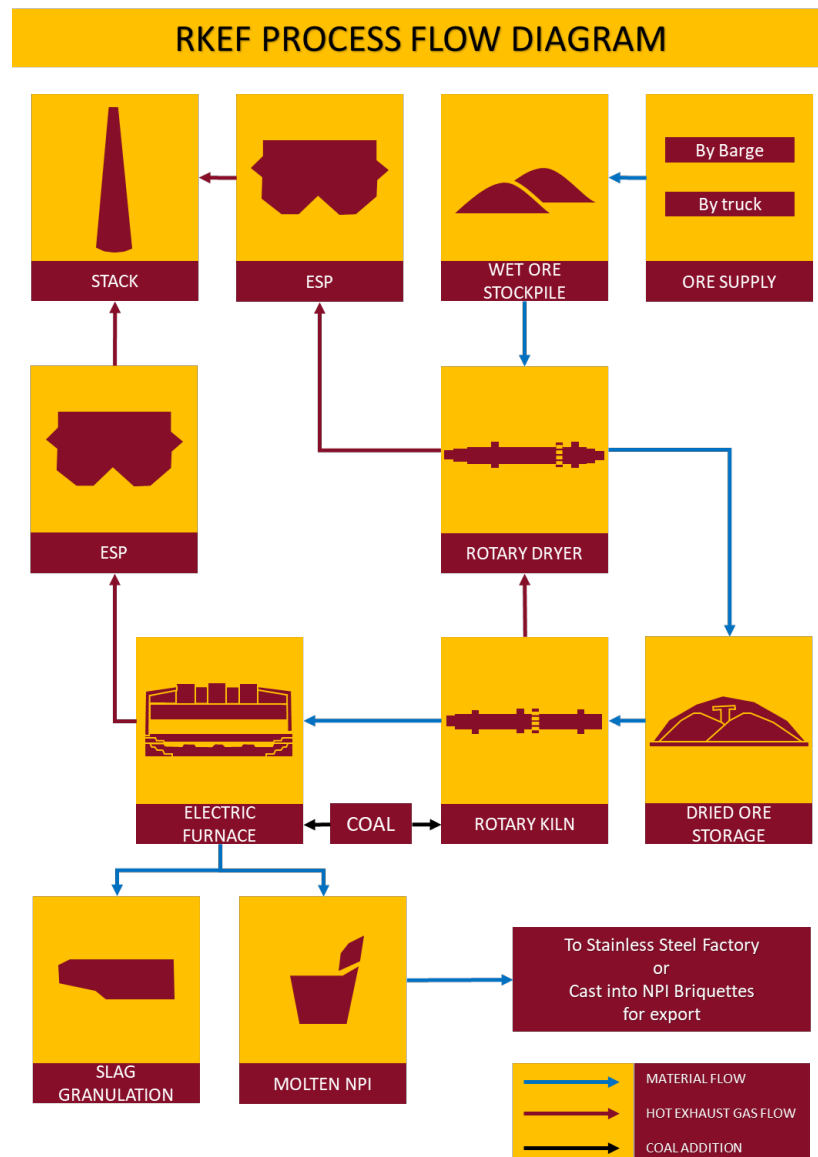 RKEF PROCESS FLOW DIAGRAM
By Barge
By truck
STACK
ESP
WET ORE
STOCKPILE
ORE SUPPLY
ESP
ROTARY DRYER
ELECTRIC
FURNACE
COAL
ROTARY KILN
DRIED ORE
STORAGE
SLAG
GRANULATION
MOLTEN NPI
To Stainless Steel Factory
or
Cast into NPI Briquettes
for export
MATERIAL FLOW
HOT EXHAUST GAS FLOW
COAL ADDITION